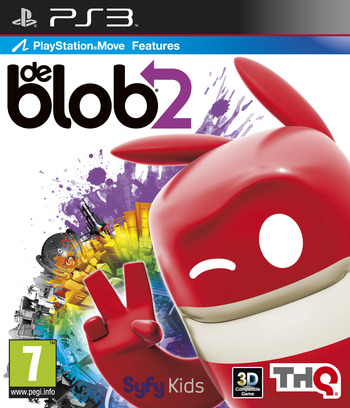 PS3
PlayStation®Move Features
de
blob 2
7
www.pegi.info
Syfy Kids
3D
Compatible
Game
THQ